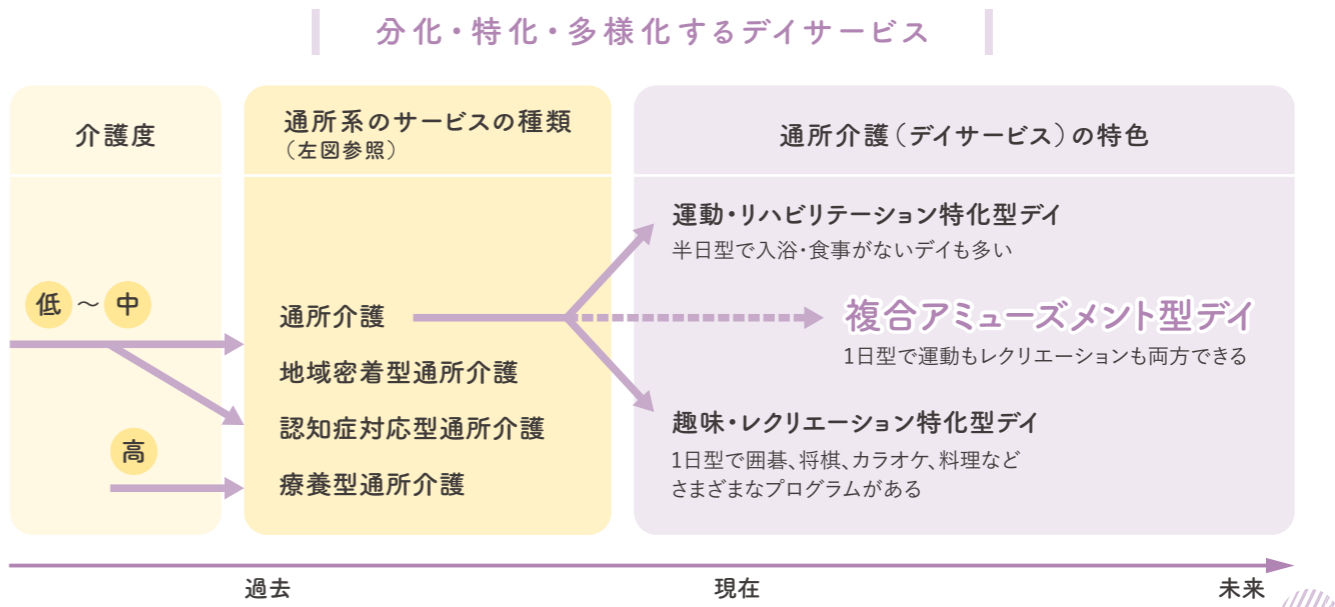 分化・特化・多様化するデイサービス
介護度
低 〜 中
高
通所系のサービスの種類
（左図参照）
通所介護
地域密着型通所介護
認知症対応型通所介護
療養型通所介護
通所介護（デイサービス）の特色
運動・リハビリテーション特化型デイ
半日型で入浴・食事がないデイも多い
複合アミューズメント型デイ
1日型で運動もレクリエーションも両方できる
趣味・レクリエーション特化型デイ
1日型で囲碁、将棋、カラオケ、料理など
さまざまなプログラムがある
過去
現在
未来